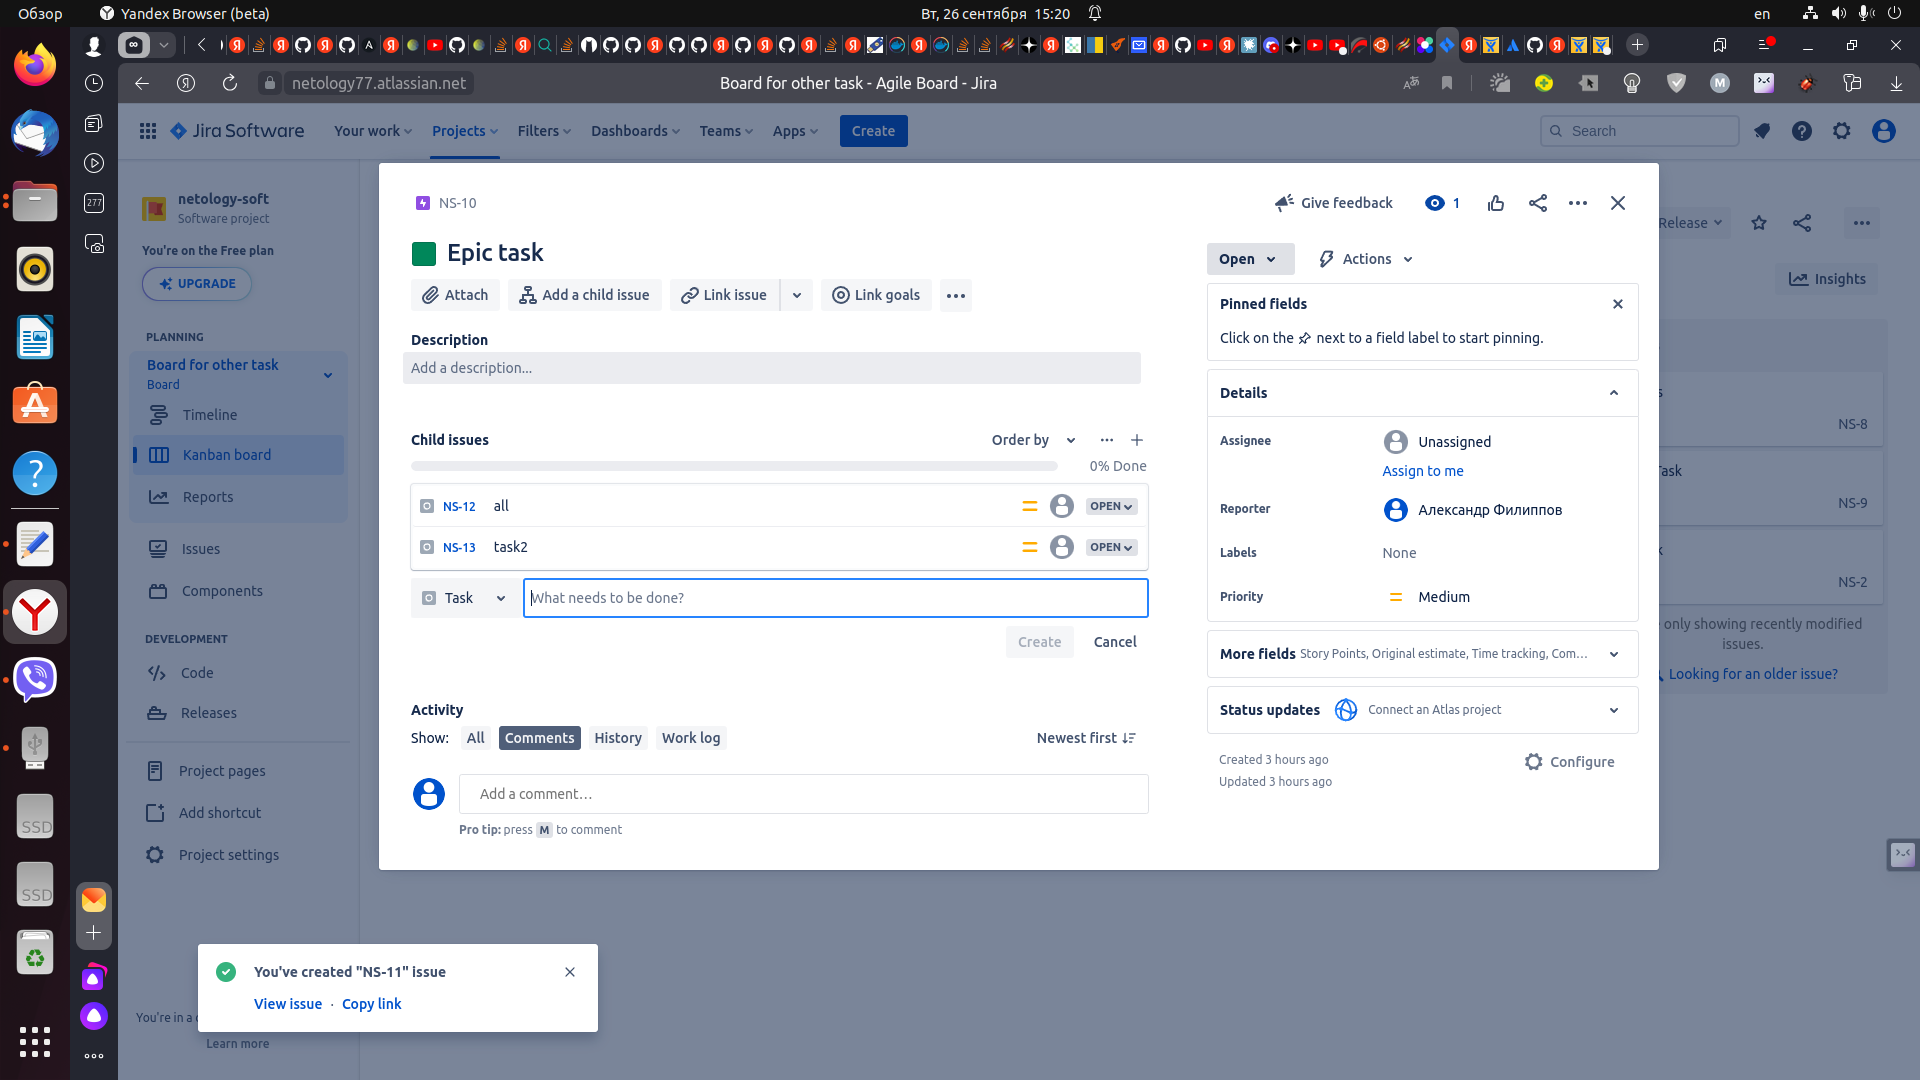 Обзор
Yandex Browser (beta)
Вт, 26 сентября 15:20
en
netology77.atlassian.net
Board for other task - Agile Board - Jira
277
Jira Software
Your work
Projects
Filters
Dashboards
Teams
Apps
Create
Search
netology-soft
Software project
You're on the Free plan
UPGRADE
PLANNING
Board for other task
Board
Timeline
Kanban board
Reports
Issues
Components
DEVELOPMENT
Code
Releases
Project pages
Add shortcut
Project settings
You're in a
Learn more
NS-10
Give feedback
1
Epic task
Attach
Add a child issue
Link issue
Link goals
Description
Add a description...
Child issues
Order by
0% Done
NS-12 all OPEN
NS-13 task2 OPEN
Task
What needs to be done?
Create
Cancel
Activity
Show:
All
Comments
History
Work log
Newest first
Add a comment…
Pro tip: press M to comment
Open
Actions
Pinned fields
Click on the next to a field label to start pinning.
Details
Assignee
Unassigned
Assign to me
Reporter
Александр Филиппов
Labels
None
Priority
Medium
More fields Story Points, Original estimate, Time tracking, Com...
Status updates
Connect an Atlas project
Created 3 hours ago
Updated 3 hours ago
Configure
Release
Insights
NS-8
Task
NS-9
NS-2
only showing recently modified
issues.
Looking for an older issue?
You've created "NS-11" issue
View issue · Copy link
SSD
SSD